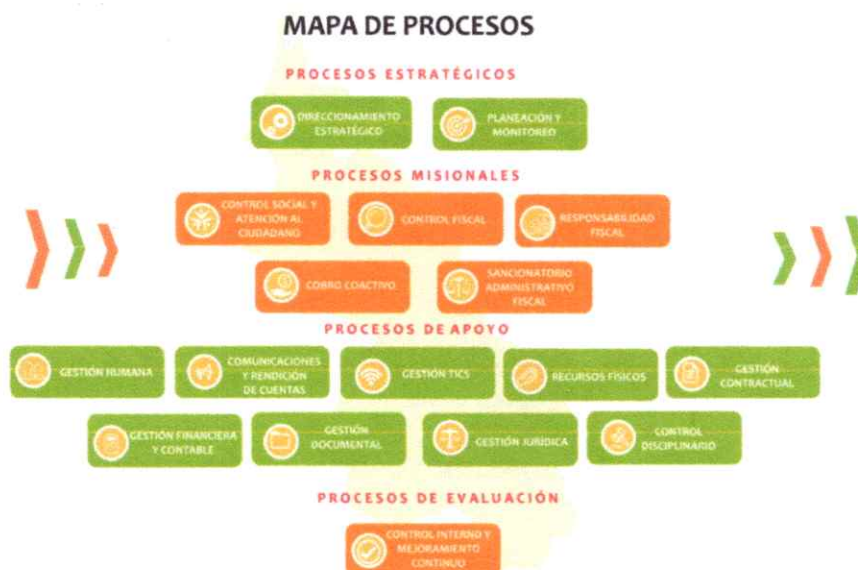 MAPA DE PROCESOS
PROCESOS ESTRATÉGICOS
DIRECCIONAMIENTO
ESTRATÉGICO
PLANEACIÓN Y
MONITOREO
PROCESOS MISIONALES
CONTROL SOCIAL Y
ATENCIÓN AL
CIUDADANO
CONTROL FISCAL
RESPONSABILIDAD
FISCAL
COBRO COACTIVO
SANCIONATORIO
ADMINISTRATIVO
FISCAL
PROCESOS DE APOYO
GESTIÓN HUMANA
COMUNICACIONES
Y RENDICIÓN
DE CUENTAS
GESTIÓN TICS
RECURSOS FÍSICOS
GESTIÓN
CONTRACTUAL
GESTIÓN FINANCIERA
Y CONTABLE
GESTIÓN
DOCUMENTAL
GESTIÓN JURÍDICA
CONTROL
DISCIPLINARIO
PROCESOS DE EVALUACIÓN
CONTROL INTERNO Y
MEJORAMIENTO
CONTINUO